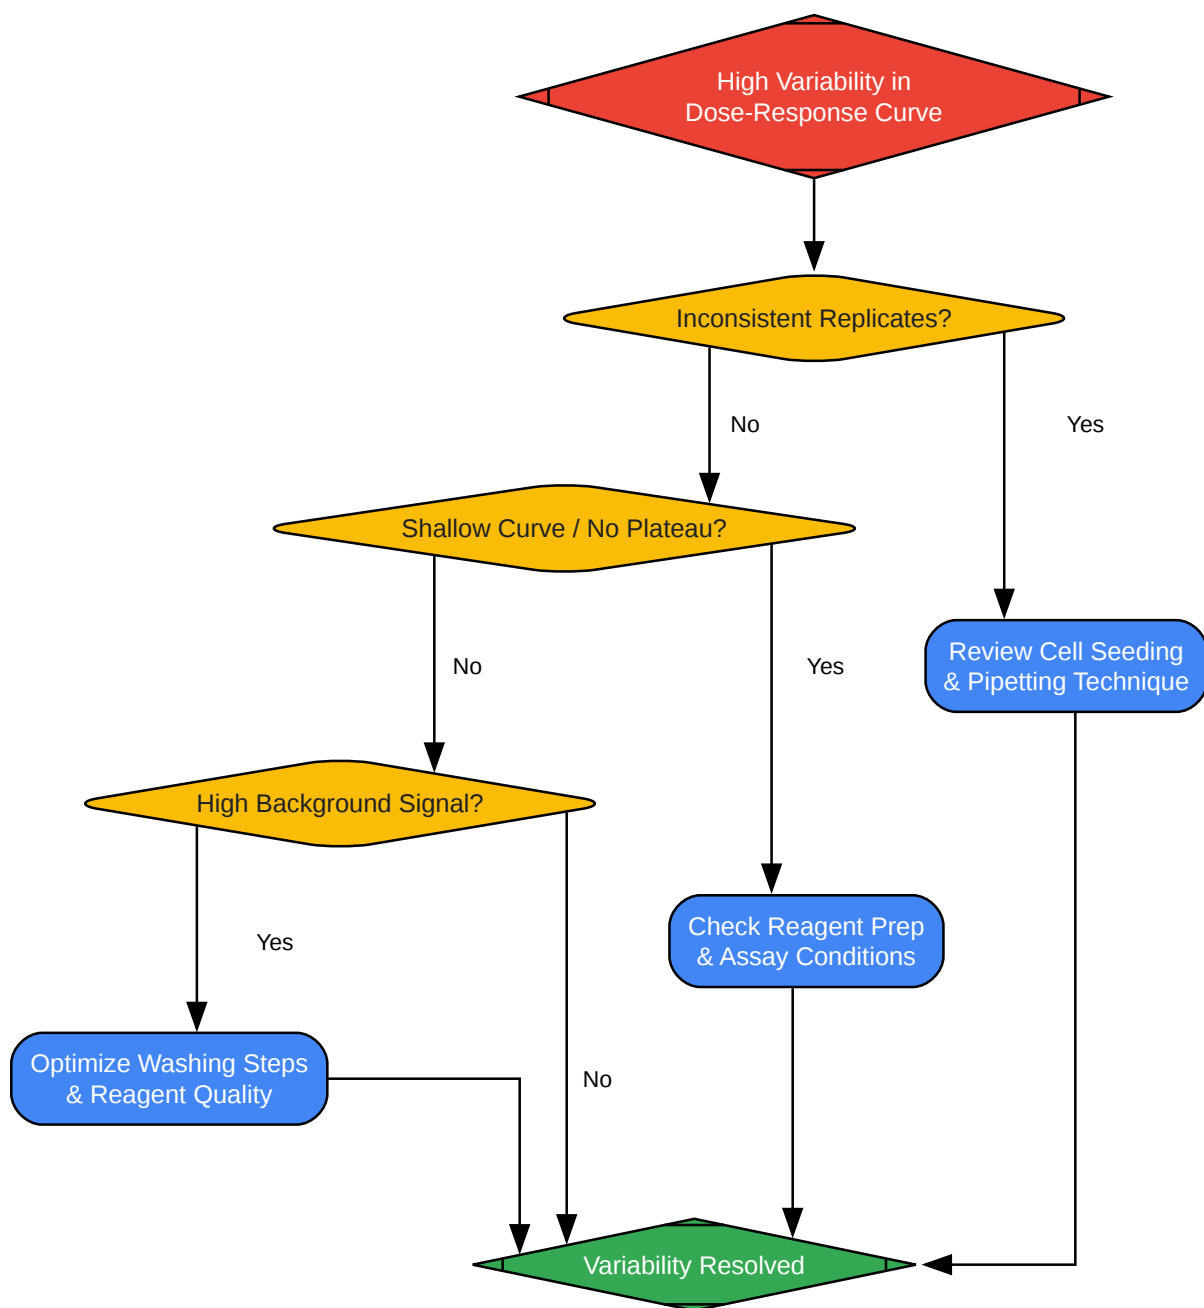 High Variability in
Dose-Response Curve
Inconsistent Replicates?
No
Yes
Shallow Curve / No Plateau?
No
Yes
Review Cell Seeding
& Pipetting Technique
High Background Signal?
Yes
No
Check Reagent Prep
& Assay Conditions
Optimize Washing Steps
& Reagent Quality
Variability Resolved